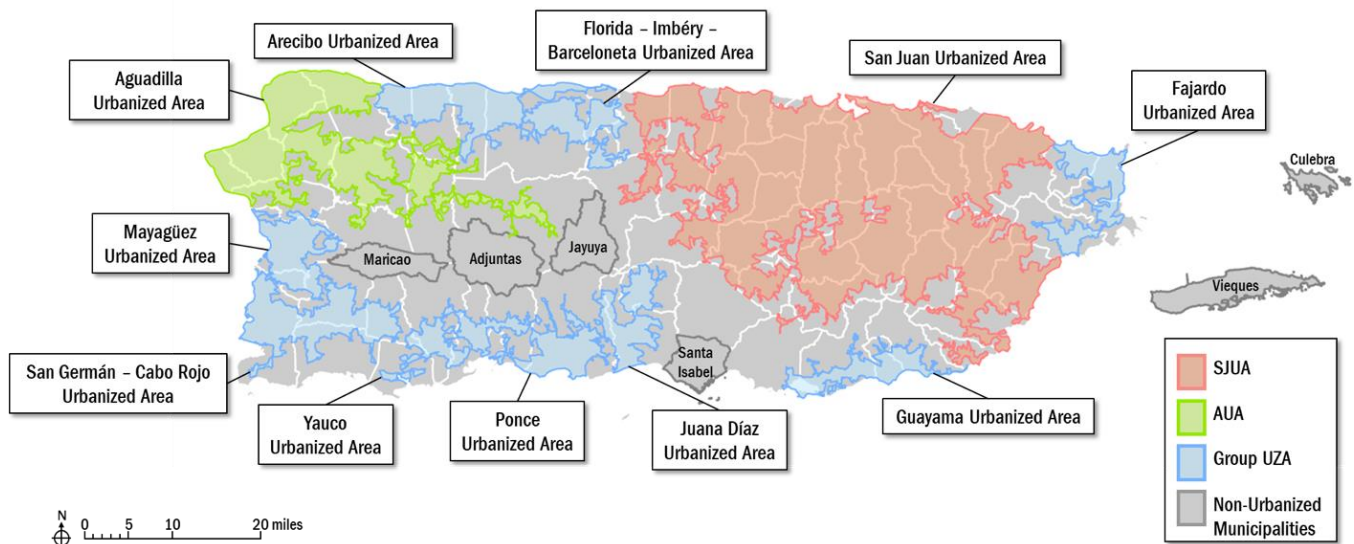 Arecibo Urbanized Area
Florida – Imbéry –
Barceloneta Urbanized Area
San Juan Urbanized Area
Aguadilla
Urbanized Area
Fajardo
Urbanized Area
Culebra
Mayagüez
Urbanized Area
Maricao
Adjuntas
Jayuya
Vieques
San Germán – Cabo Rojo
Urbanized Area
Yauco
Urbanized Area
Ponce
Urbanized Area
Juana Díaz
Urbanized Area
Santa
Isabel
Guayama Urbanized Area
SJUA
AUA
Group UZA
Non-Urbanized
Municipalities
N
0 5 10 20 miles